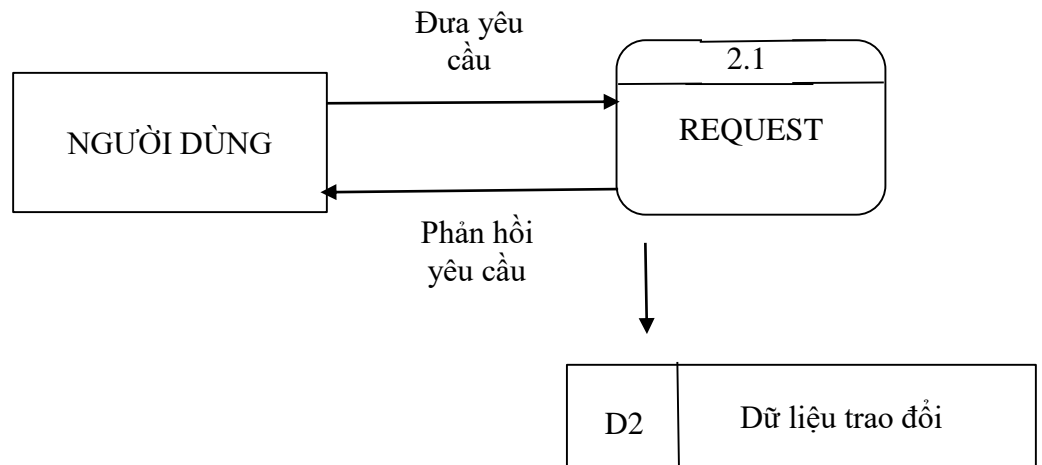 Đưa yêu
cầu
2.1
NGƯỜI DÙNG
REQUEST
Phản hồi
yêu cầu
D2
Dữ liệu trao đổi